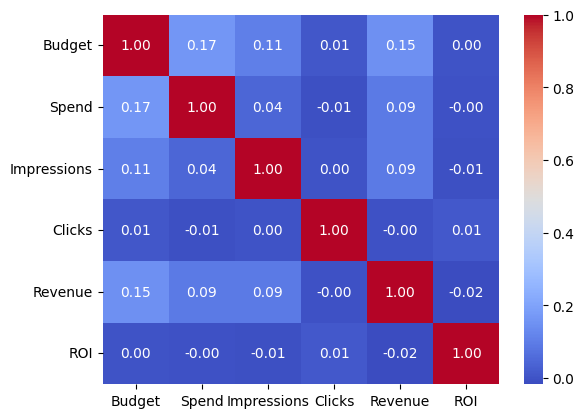 Budget 1.00 0.17 0.11 0.01 0.15 0.00
Spend 0.17 1.00 0.04 -0.01 0.09 -0.00
Impressions 0.11 0.04 1.00 0.00 0.09 -0.01
Clicks 0.01 -0.01 0.00 1.00 -0.00 0.01
Revenue 0.15 0.09 0.09 -0.00 1.00 -0.02
ROI 0.00 -0.00 -0.01 0.01 -0.02 1.00
Budget Spend Impressions Clicks Revenue ROI
1.0
0.8
0.6
0.4
0.2
0.0